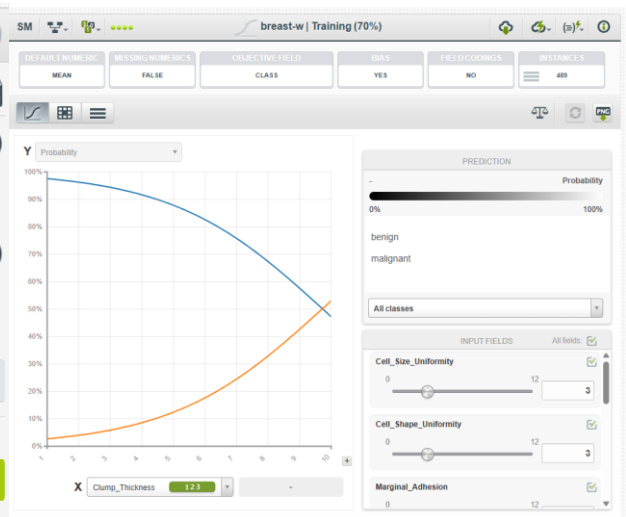 SM
breast-w | Training (70%)
DEFAULT NUMERIC
MEAN
MISSING NUMERICS
FALSE
OBJECTIVE FIELD
CLASS
BIAS
YES
FIELD CODINGS
NO
INSTANCES
489
PNG
Y Probability
100%
90%
80%
70%
60%
50%
40%
30%
20%
10%
0%
1 2 3 4 5 6 7 8 9 10
X Clump_Thickness 1 2 3
-
PREDICTION
- Probability
0% 100%
benign
malignant
All classes
INPUT FIELDS All fields:
Cell_Size_Uniformity
0 12
3
Cell_Shape_Uniformity
0 12
3
Marginal_Adhesion
0 12